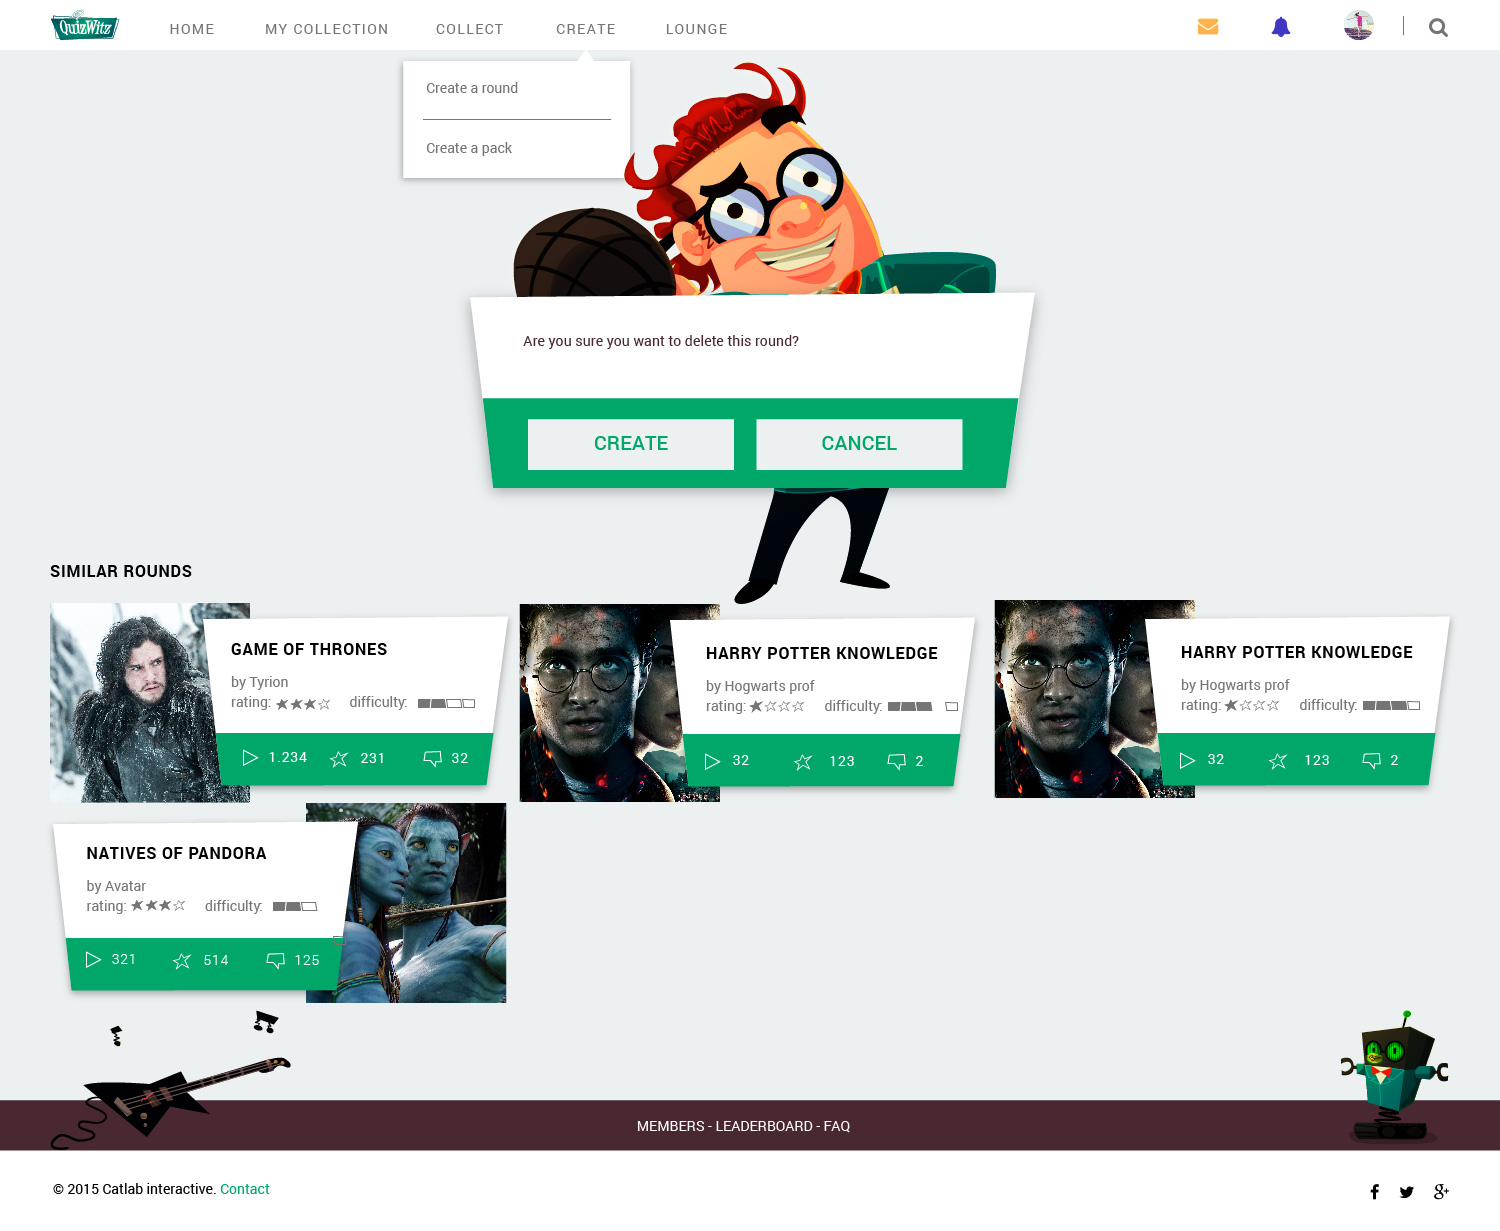 QuizWitz
HOME MY COLLECTION COLLECT CREATE LOUNGE
Create a round
Create a pack
Are you sure you want to delete this round?
CREATE CANCEL
SIMILAR ROUNDS
GAME OF THRONES
by Tyrion
rating: difficulty:
1.234 231 32
HARRY POTTER KNOWLEDGE
by Hogwarts prof
rating: difficulty:
32 123 2
HARRY POTTER KNOWLEDGE
by Hogwarts prof
rating: difficulty:
32 123 2
NATIVES OF PANDORA
by Avatar
rating: difficulty:
321 514 125
MEMBERS - LEADERBOARD - FAQ
© 2015 Catlab interactive. Contact